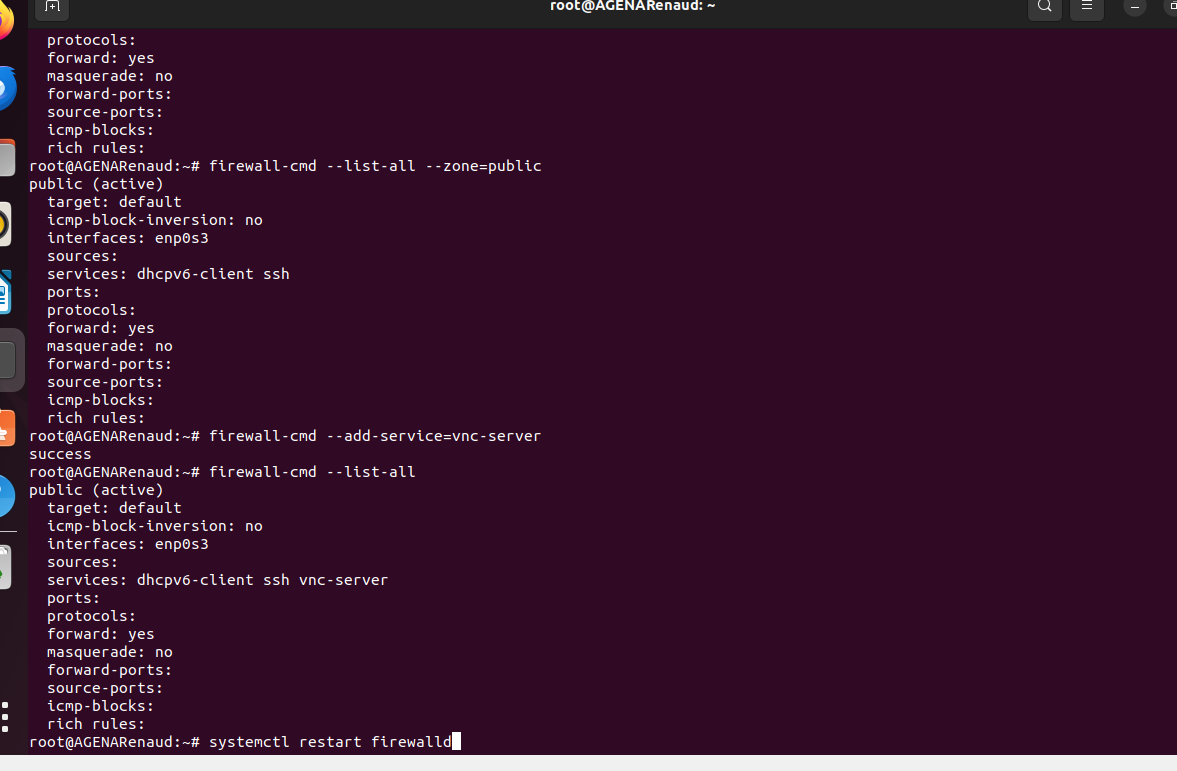 root@AGENARenaud: ~
protocols:
forward: yes
masquerade: no
forward-ports:
source-ports:
icmp-blocks:
rich rules:
root@AGENARenaud:~# firewall-cmd --list-all --zone=public
public (active)
target: default
icmp-block-inversion: no
interfaces: enp0s3
sources:
services: dhcpv6-client ssh
ports:
protocols:
forward: yes
masquerade: no
forward-ports:
source-ports:
icmp-blocks:
rich rules:
root@AGENARenaud:~# firewall-cmd --add-service=vnc-server
success
root@AGENARenaud:~# firewall-cmd --list-all
public (active)
target: default
icmp-block-inversion: no
interfaces: enp0s3
sources:
services: dhcpv6-client ssh vnc-server
ports:
protocols:
forward: yes
masquerade: no
forward-ports:
source-ports:
icmp-blocks:
rich rules:
root@AGENARenaud:~# systemctl restart firewalld